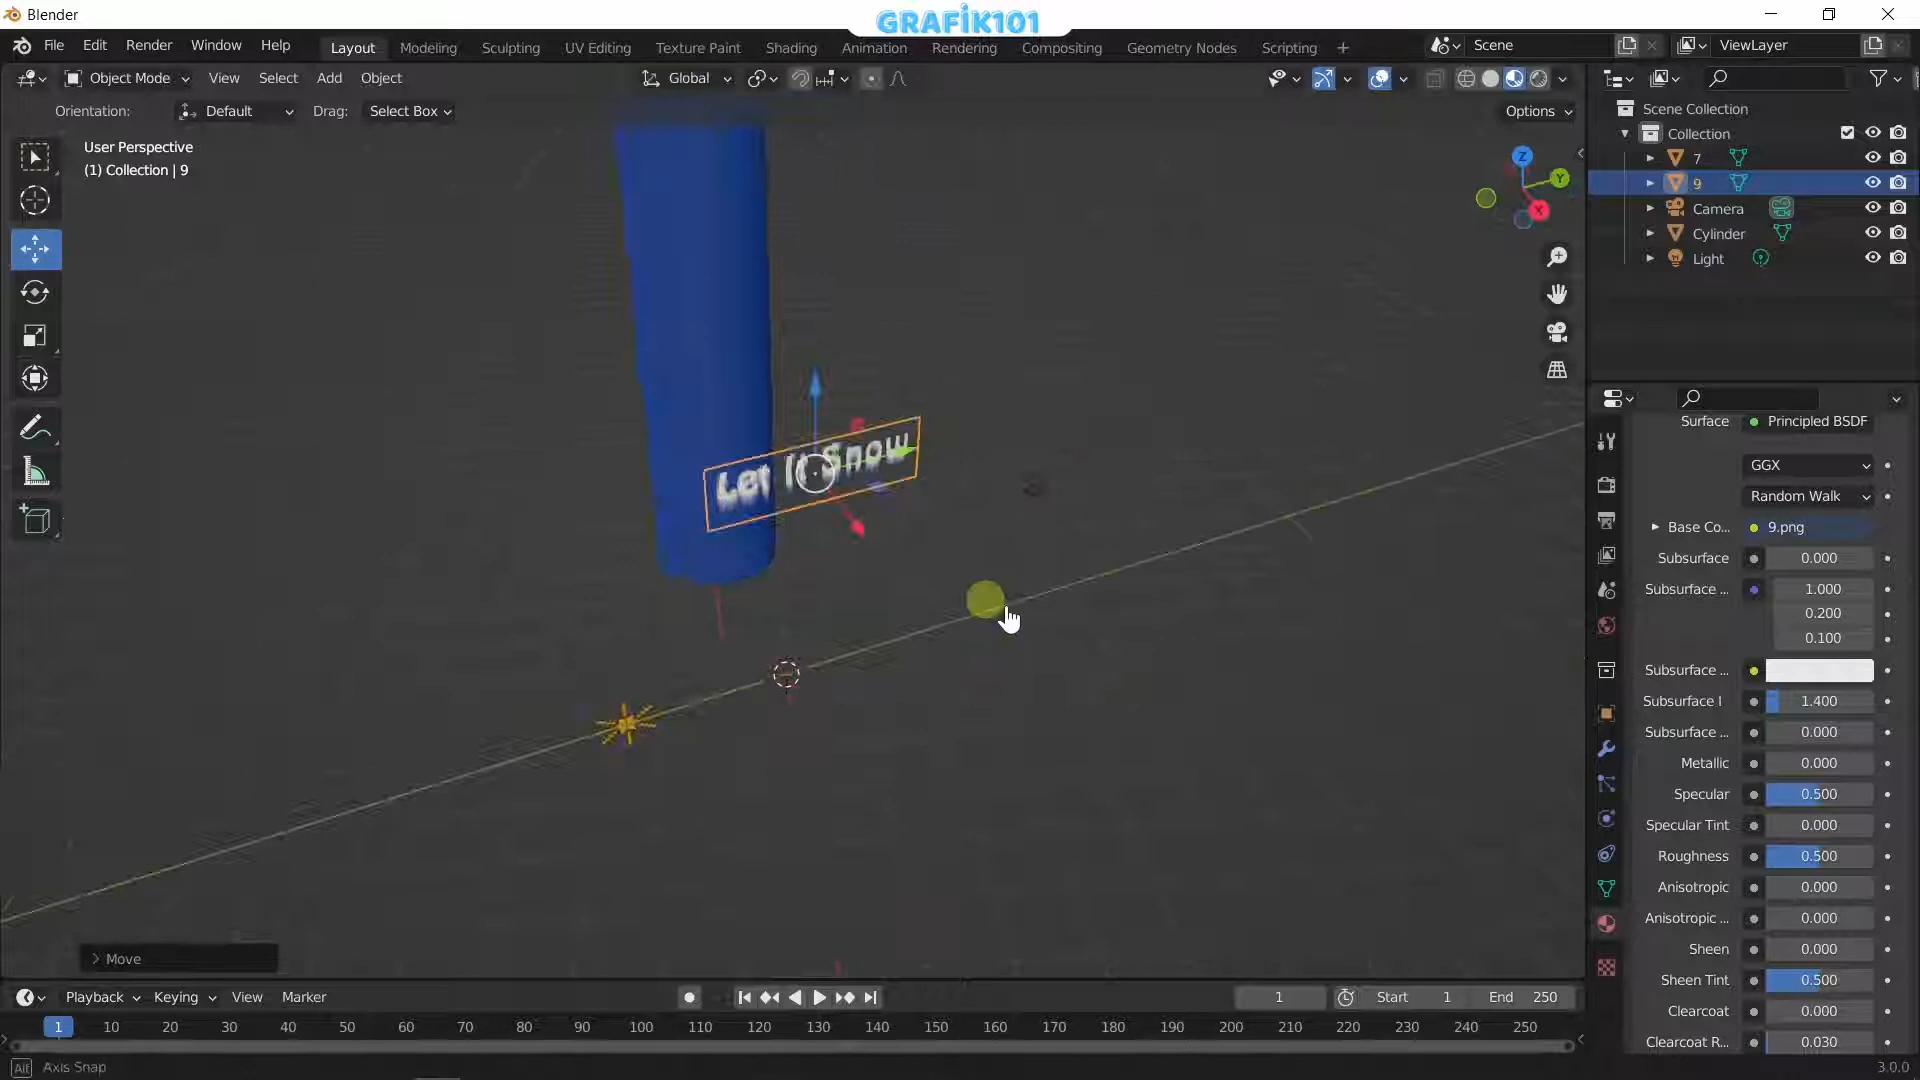 Blender
GRAFİK101
File Edit Render Window Help
Layout Modeling Sculpting UV Editing Texture Paint Shading Animation Rendering Compositing Geometry Nodes Scripting +
Scene
ViewLayer
Object Mode View Select Add Object
Global
Orientation: Default Drag: Select Box
Options
User Perspective
(1) Collection | 9
Z
Y
X
Scene Collection
Collection
7
9
Camera
Cylinder
Light
Let It Snow
Surface Principled BSDF
GGX
Random Walk
Base Co... 9.png
Subsurface 0.000
Subsurface ... 1.000
0.200
0.100
Subsurface ...
Subsurface I 1.400
Subsurface ... 0.000
Metallic 0.000
Specular 0.500
Specular Tint 0.000
Roughness 0.500
Anisotropic 0.000
Anisotropic ... 0.000
Sheen 0.000
Sheen Tint 0.500
Clearcoat 0.000
Clearcoat R... 0.030
Move
Playback Keying View Marker
1 Start 1 End 250
1 10 20 30 40 50 60 70 80 90 100 110 120 130 140 150 160 170 180 190 200 210 220 230 240 250
Alt Axis Snap
3.0.0